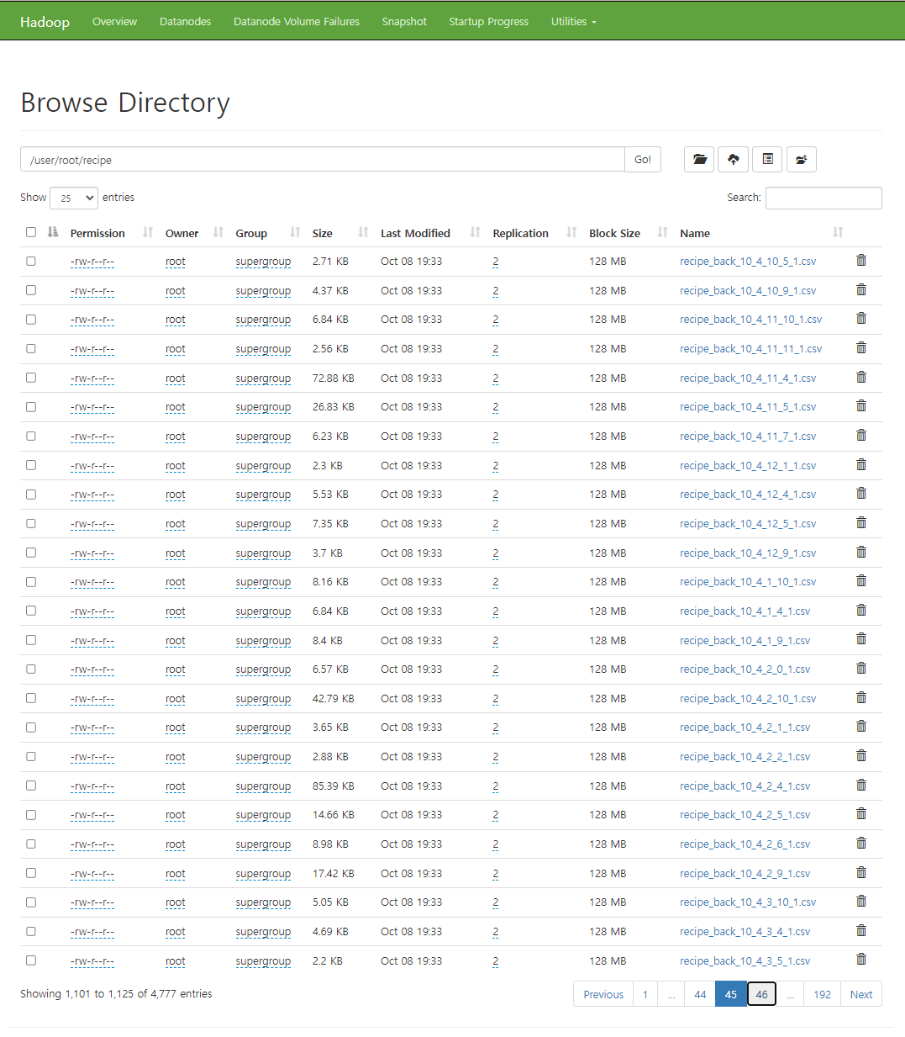 Hadoop Overview Datanodes Datanode Volume Failures Snapshot Startup Progress Utilities
Browse Directory
/user/root/recipe Go!
Show 25 entries Search:
Permission Owner Group Size Last Modified Replication Block Size Name
-rw-r--r-- root supergroup 2.71 KB Oct 08 19:33 2 128 MB recipe_back_10_4_10_5_1.csv
-rw-r--r-- root supergroup 4.37 KB Oct 08 19:33 2 128 MB recipe_back_10_4_10_9_1.csv
-rw-r--r-- root supergroup 6.84 KB Oct 08 19:33 2 128 MB recipe_back_10_4_11_10_1.csv
-rw-r--r-- root supergroup 2.56 KB Oct 08 19:33 2 128 MB recipe_back_10_4_11_11_1.csv
-rw-r--r-- root supergroup 72.88 KB Oct 08 19:33 2 128 MB recipe_back_10_4_11_4_1.csv
-rw-r--r-- root supergroup 26.83 KB Oct 08 19:33 2 128 MB recipe_back_10_4_11_5_1.csv
-rw-r--r-- root supergroup 6.23 KB Oct 08 19:33 2 128 MB recipe_back_10_4_11_7_1.csv
-rw-r--r-- root supergroup 2.3 KB Oct 08 19:33 2 128 MB recipe_back_10_4_12_1_1.csv
-rw-r--r-- root supergroup 5.53 KB Oct 08 19:33 2 128 MB recipe_back_10_4_12_4_1.csv
-rw-r--r-- root supergroup 7.35 KB Oct 08 19:33 2 128 MB recipe_back_10_4_12_5_1.csv
-rw-r--r-- root supergroup 3.7 KB Oct 08 19:33 2 128 MB recipe_back_10_4_12_9_1.csv
-rw-r--r-- root supergroup 8.16 KB Oct 08 19:33 2 128 MB recipe_back_10_4_1_10_1.csv
-rw-r--r-- root supergroup 6.84 KB Oct 08 19:33 2 128 MB recipe_back_10_4_1_4_1.csv
-rw-r--r-- root supergroup 8.4 KB Oct 08 19:33 2 128 MB recipe_back_10_4_1_9_1.csv
-rw-r--r-- root supergroup 6.57 KB Oct 08 19:33 2 128 MB recipe_back_10_4_2_0_1.csv
-rw-r--r-- root supergroup 42.79 KB Oct 08 19:33 2 128 MB recipe_back_10_4_2_10_1.csv
-rw-r--r-- root supergroup 3.65 KB Oct 08 19:33 2 128 MB recipe_back_10_4_2_1_1.csv
-rw-r--r-- root supergroup 2.88 KB Oct 08 19:33 2 128 MB recipe_back_10_4_2_2_1.csv
-rw-r--r-- root supergroup 85.39 KB Oct 08 19:33 2 128 MB recipe_back_10_4_2_4_1.csv
-rw-r--r-- root supergroup 14.66 KB Oct 08 19:33 2 128 MB recipe_back_10_4_2_5_1.csv
-rw-r--r-- root supergroup 8.98 KB Oct 08 19:33 2 128 MB recipe_back_10_4_2_6_1.csv
-rw-r--r-- root supergroup 17.42 KB Oct 08 19:33 2 128 MB recipe_back_10_4_2_9_1.csv
-rw-r--r-- root supergroup 5.05 KB Oct 08 19:33 2 128 MB recipe_back_10_4_3_10_1.csv
-rw-r--r-- root supergroup 4.69 KB Oct 08 19:33 2 128 MB recipe_back_10_4_3_4_1.csv
-rw-r--r-- root supergroup 2.2 KB Oct 08 19:33 2 128 MB recipe_back_10_4_3_5_1.csv
Showing 1,101 to 1,125 of 4,777 entries Previous 1 ... 44 45 46 ... 192 Next